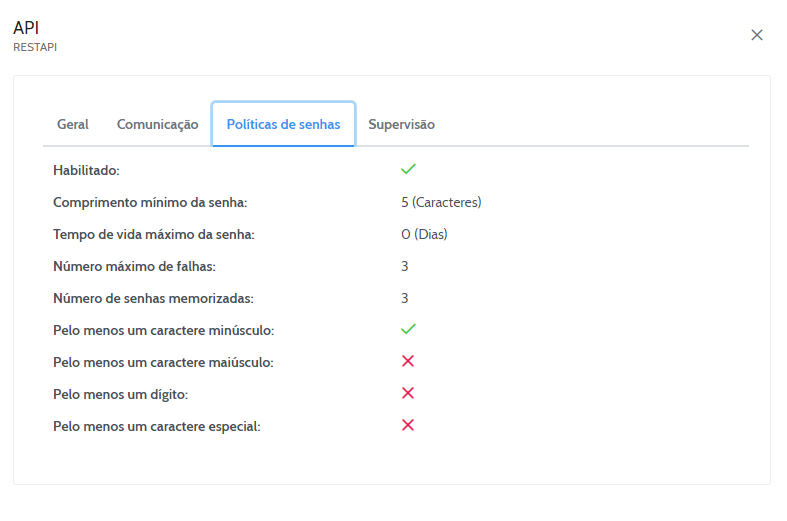 API
RESTAPI
Geral Comunicação Políticas de senhas Supervisão
Habilitado:
Comprimento mínimo da senha: 5 (Caracteres)
Tempo de vida máximo da senha: 0 (Dias)
Número máximo de falhas: 3
Número de senhas memorizadas: 3
Pelo menos um caractere minúsculo:
Pelo menos um caractere maiúsculo:
Pelo menos um dígito:
Pelo menos um caractere especial: